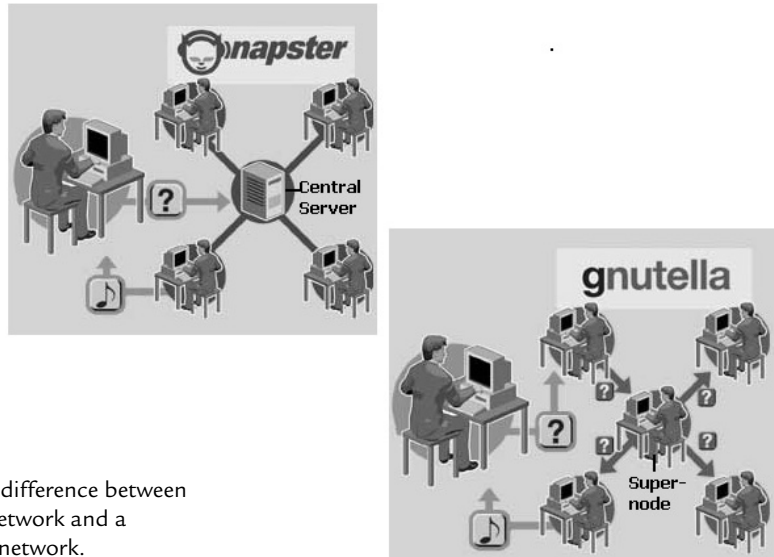 napster
.
?
Central
Server
gnutella
?
?
?
?
?
Super-
node
difference between
etwork and a
network.